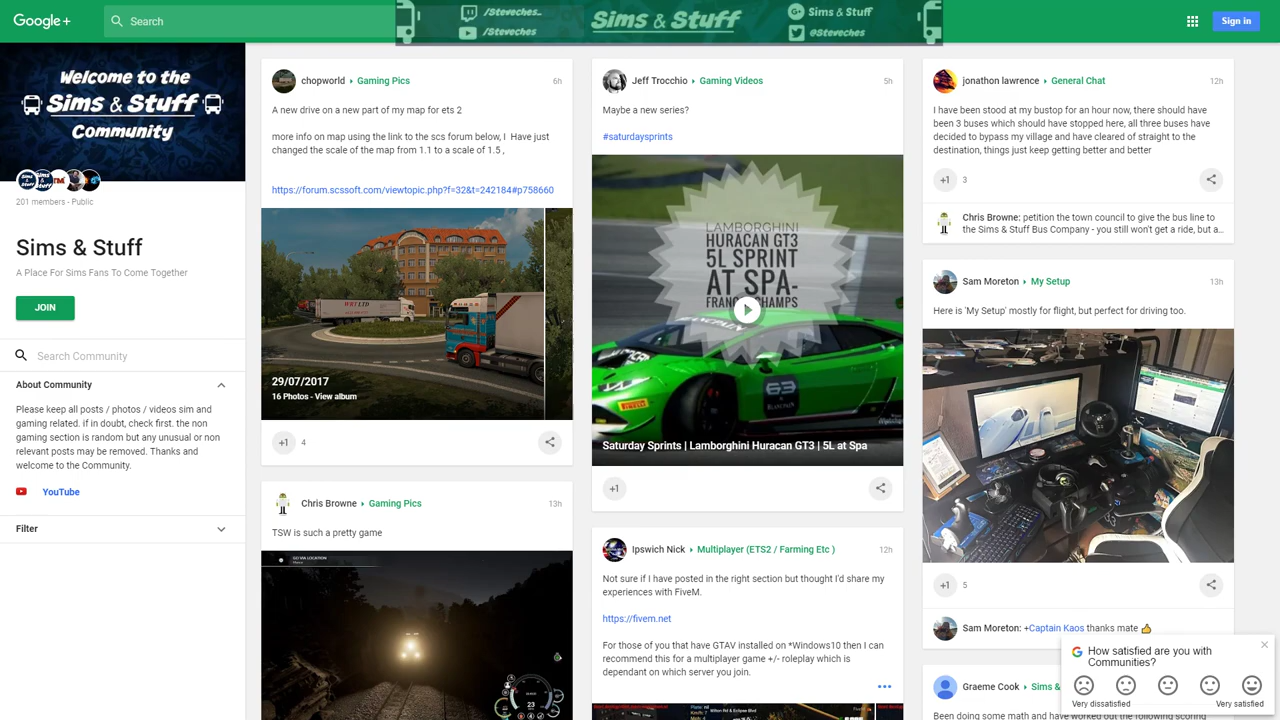 Google+
Search
/Steveches_
/Steveches
Sims & Stuff
Sims & Stuff
@Steveches
Sign in
Welcome to the
Sims & Stuff
Community
201 members - Public
Sims & Stuff
A Place For Sims Fans To Come Together
JOIN
Search Community
About Community
Please keep all posts / photos / videos sim and
gaming related. If in doubt, check first. the non
gaming section is random but any unusual or non
relevant posts may be removed. Thanks and
welcome to the Community.
YouTube
Filter
chopworld
Gaming Pics
6h
A new drive on a new part of my map for ets 2
more info on map using the link to the scs forum below, I Have just
changed the scale of the map from 1.1 to a scale of 1.5 ,
https://forum.scssoft.com/viewtopic.php?f=32&t=242184#p758660
WRT LTD
29/07/2017
16 Photos - View album
+1 4
Chris Browne
Gaming Pics
13h
TSW is such a pretty game
GO VIA LOCATION
23
Jeff Trocchio
Gaming Videos
5h
Maybe a new series?
#saturdaysprints
LAMBORGHINI
HURACAN GT3
5L SPRINT
AT SPA-
FRANCORCHAMPS
63
BLANCPAIN
PIRELLI
Saturday Sprints | Lamborghini Huracan GT3 | 5L at Spa
+1
Ipswich Nick
Multiplayer (ETS2 / Farming Etc )
12h
Not sure if I have posted in the right section but thought I'd share my
experiences with FiveM.
https://fivem.net
For those of you that have GTAV installed on *Windows10 then I can
recommend this for a multiplayer game +/- roleplay which is
dependant on which server you join.
jonathon lawrence
General Chat
12h
I have been stood at my bustop for an hour now, there should have
been 3 buses which should have stopped here, all three buses have
decided to bypass my village and have cleared of straight to the
destination, things just keep getting better and better
+1 3
Chris Browne: petition the town council to give the bus line to
the Sims & Stuff Bus Company - you still won't get a ride, but a...
Sam Moreton
My Setup
13h
Here is 'My Setup' mostly for flight, but perfect for driving too.
+1 5
Sam Moreton: +Captain Kaos thanks mate 👍
Graeme Cook
Sims &
Been doing some math and have worked out the following scoring
How satisfied are you with
Communities?
Very dissatisfied
Very satisfied